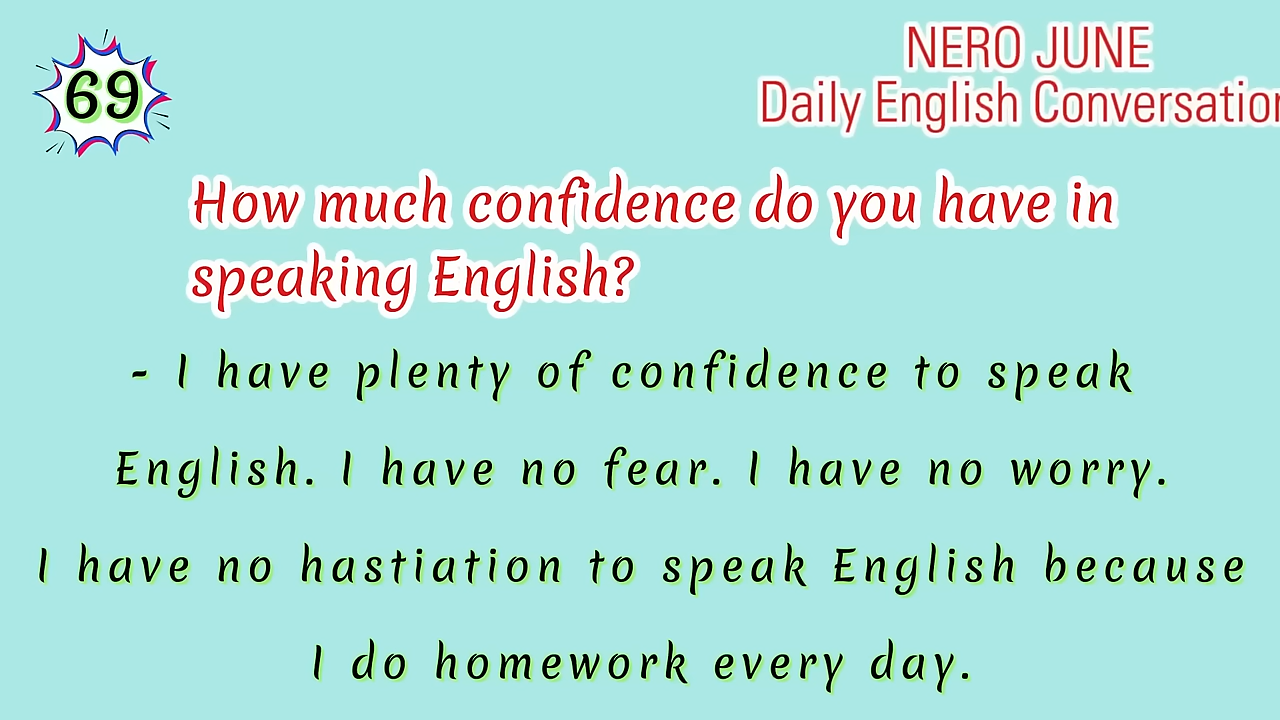 69
NERO JUNE
Daily English Conversation
How much confidence do you have in
speaking English?
- I have plenty of confidence to speak
English. I have no fear. I have no worry.
I have no hastiation to speak English because
I do homework every day.